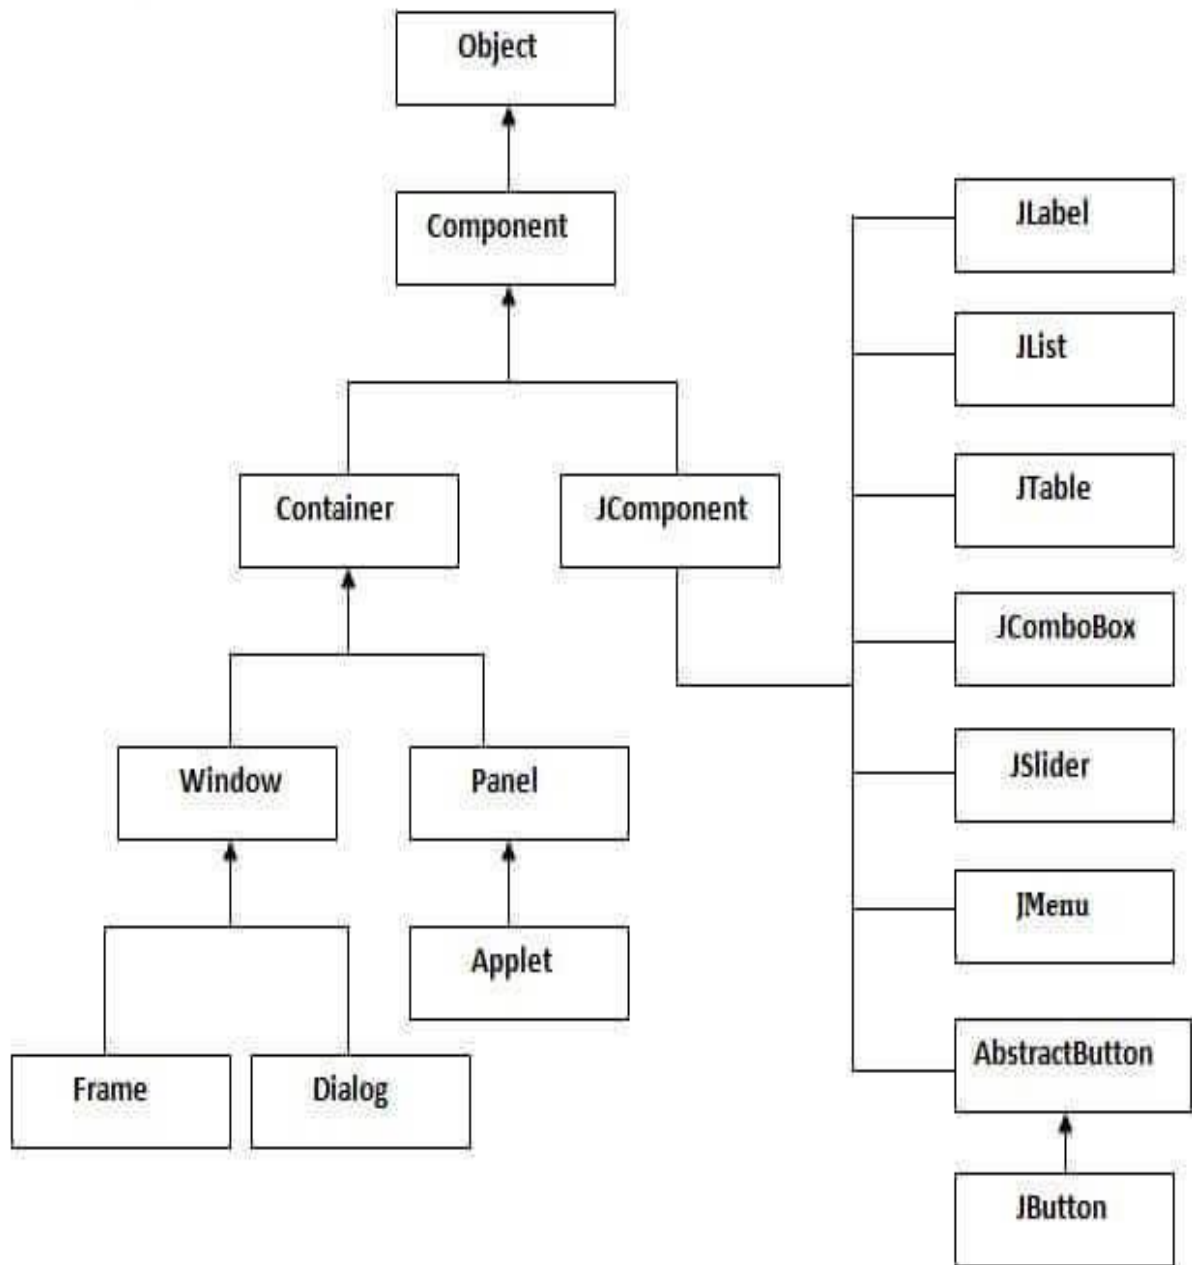 Object
Component
JLabel
JList
Container
JComponent
JTable
JComboBox
Window
Panel
JSlider
JMenu
Applet
AbstractButton
Frame
Dialog
JButton